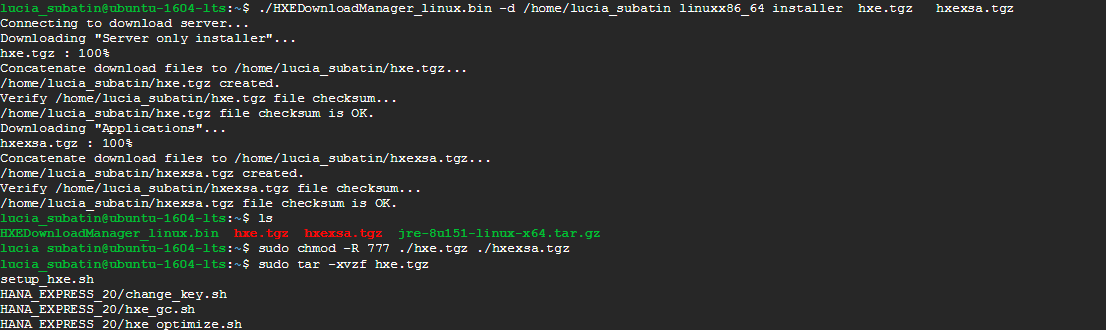 lucia_subatin@ubuntu-1604-lts:~$ ./HXEDownloadManager_linux.bin -d /home/lucia_subatin linuxx86_64 installer hxe.tgz hxexsa.tgz
Connecting to download server...
Downloading "Server only installer"...
hxe.tgz : 100%
Concatenate download files to /home/lucia_subatin/hxe.tgz...
/home/lucia_subatin/hxe.tgz created.
Verify /home/lucia_subatin/hxe.tgz file checksum...
/home/lucia_subatin/hxe.tgz file checksum is OK.
Downloading "Applications"...
hxexsa.tgz : 100%
Concatenate download files to /home/lucia_subatin/hxexsa.tgz...
/home/lucia_subatin/hxexsa.tgz created.
Verify /home/lucia_subatin/hxexsa.tgz file checksum...
/home/lucia_subatin/hxexsa.tgz file checksum is OK.
lucia_subatin@ubuntu-1604-lts:~$ ls
HXEDownloadManager_linux.bin hxe.tgz hxexsa.tgz jre-8u151-linux-x64.tar.gz
lucia_subatin@ubuntu-1604-lts:~$ sudo chmod -R 777 ./hxe.tgz ./hxexsa.tgz
lucia_subatin@ubuntu-1604-lts:~$ sudo tar -xvzf hxe.tgz
setup_hxe.sh
HANA_EXPRESS_20/change_key.sh
HANA_EXPRESS_20/hxe_gc.sh
HANA_EXPRESS_20/hxe_optimize.sh